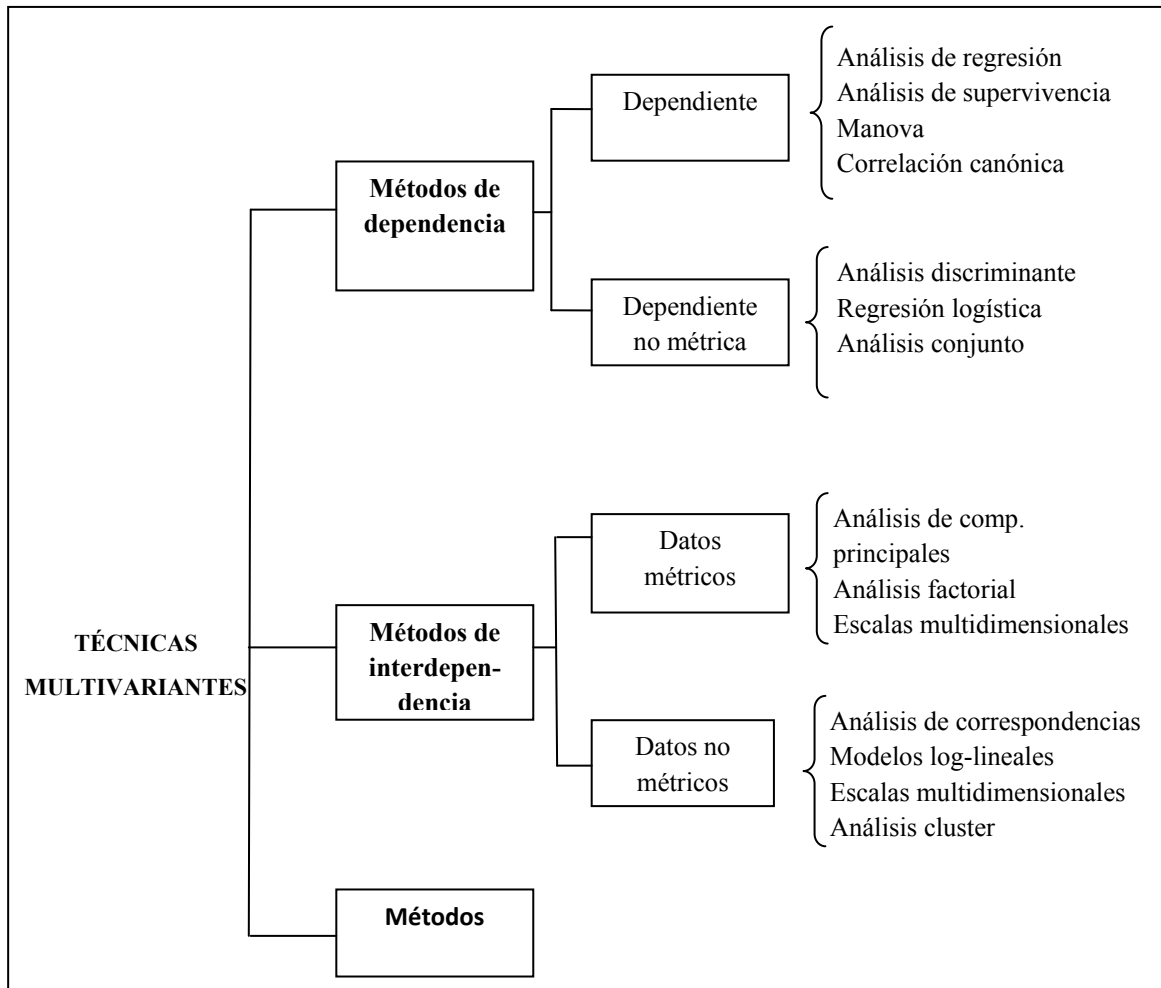 TÉCNICAS
MULTIVARIANTES
Métodos de
dependencia
Dependiente
Análisis de regresión
Análisis de supervivencia
Manova
Correlación canónica
Dependiente
no métrica
Análisis discriminante
Regresión logística
Análisis conjunto
Métodos de
interdepen-
dencia
Datos
métricos
Análisis de comp.
principales
Análisis factorial
Escalas multidimensionales
Datos no
métricos
Análisis de correspondencias
Modelos log-lineales
Escalas multidimensionales
Análisis cluster
Métodos